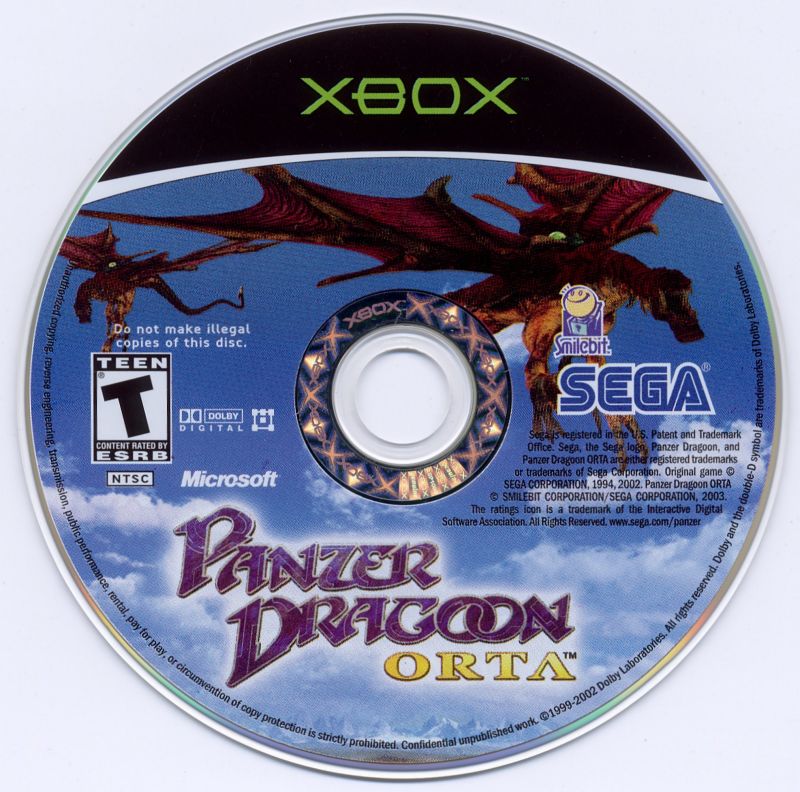 XBOX™
XBOX
Do not make illegal
copies of this disc.
TEEN
T
®
CONTENT RATED BY
ESRB
NTSC
DOLBY
DIGITAL
Microsoft
Smilebit.
SEGA®
Sega is registered in the U.S. Patent and Trademark
Office. Sega, the Sega logo, Panzer Dragoon, and
Panzer Dragoon ORTA are either registered trademarks
or trademarks of Sega Corporation. Original game ©
SEGA CORPORATION, 1994, 2002. Panzer Dragoon ORTA
© SMILEBIT CORPORATION/SEGA CORPORATION, 2003.
The ratings icon is a trademark of the Interactive Digital
Software Association. All Rights Reserved. www.sega.com/panzer
PANZER
DRAGOON
ORTA™
Unauthorized copying, reverse engineering, transmission, public performance, rental, pay for play, or circumvention of copy protection is strictly prohibited. Confidential unpublished work. ©1999-2002 Dolby Laboratories. All rights reserved. Dolby and the double-D symbol are trademarks of Dolby Laboratories.